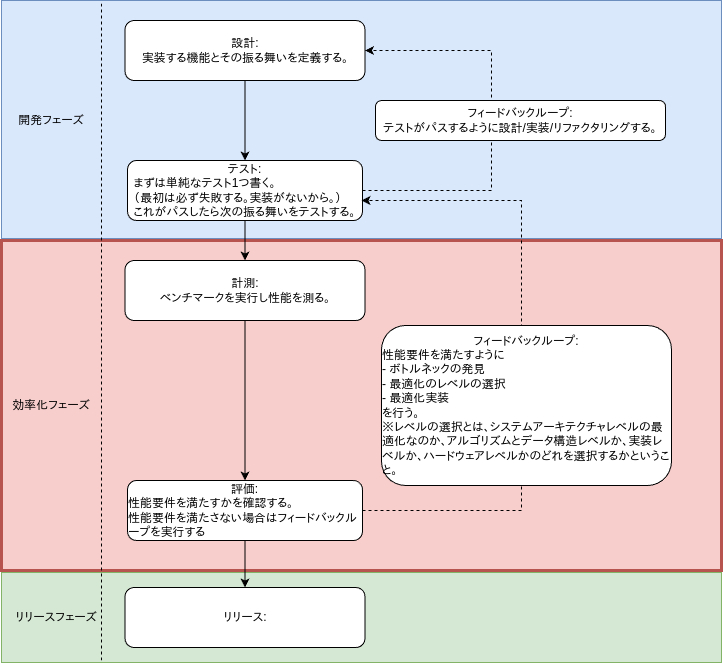 開発フェーズ
設計:
実装する機能とその振る舞いを定義する。
フィードバックループ:
テストがパスするように設計/実装/リファクタリングする。
テスト:
まずは単純なテスト1つ書く。
（最初は必ず失敗する。実装がないから。）
これがパスしたら次の振る舞いをテストする。
効率化フェーズ
計測:
ベンチマークを実行し性能を測る。
フィードバックループ:
性能要件を満たすように
- ボトルネックの発見
- 最適化のレベルの選択
- 最適化実装
を行う。
※レベルの選択とは、システムアーキテクチャレベルの最
適化なのか、アルゴリズムとデータ構造レベルか、実装レ
ベルか、ハードウェアレベルかのどれを選択するかというこ
と。
評価:
性能要件を満たすかを確認する。
性能要件を満たさない場合はフィードバックル
ープを実行する
リリースフェーズ
リリース: